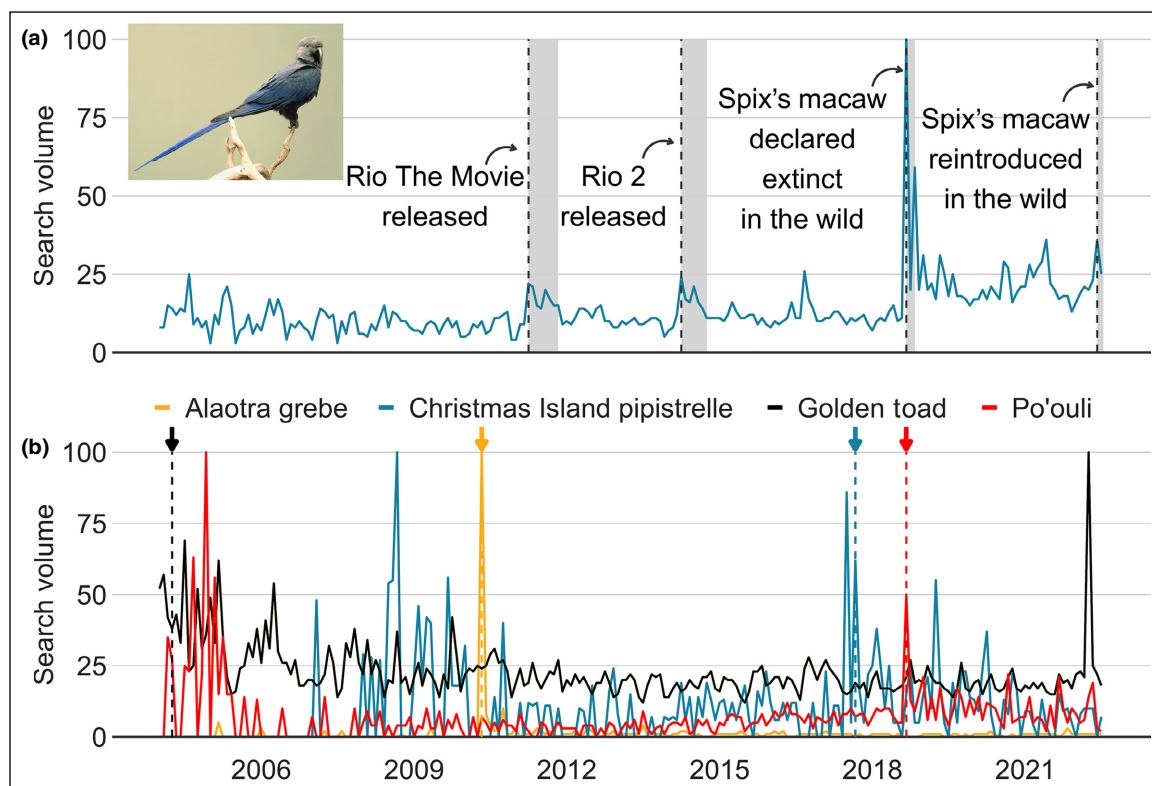 (a)
100
75
50
25
0
Search volume
Rio The Movie
released
Rio 2
released
Spix's macaw
declared
extinct
in the wild
Spix's macaw
reintroduced
in the wild
Alaotra grebe
Christmas Island pipistrelle
Golden toad
Po'ouli
(b)
100
75
50
25
0
Search volume
2006
2009
2012
2015
2018
2021